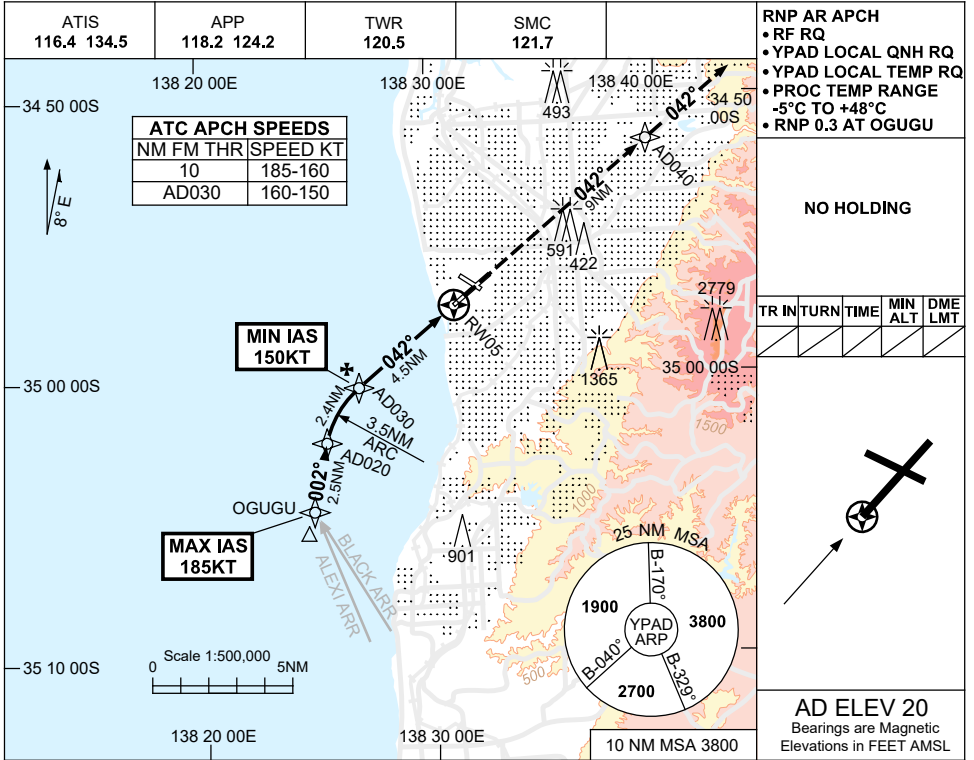 ATIS
116.4 134.5
APP
118.2 124.2
TWR
120.5
SMC
121.7
RNP AR APCH
• RF RQ
• YPAD LOCAL QNH RQ
• YPAD LOCAL TEMP RQ
• PROC TEMP RANGE
-5°C TO +48°C
• RNP 0.3 AT OGUGU
NO HOLDING
TR IN TURN TIME MIN ALT DME LMT
138 20 00E
138 30 00E
138 40 00E
34 50 00S
34 50
00S
ATC APCH SPEEDS
NM FM THR SPEED KT
10 185-160
AD030 160-150
8° E
493
042°
AD040
042°
9NM
591
422
2779
RW05
MIN IAS
150KT
042°
4.5NM
1365
35 00 00S
35 00 00S
AD030
2.4NM
3.5NM
ARC
AD020
1500
002°
2.5NM
OGUGU
1000
MAX IAS
185KT
BLACK ARR
ALEXI ARR
901
25 NM MSA
B-170°
1900
3800
YPAD
ARP
B-040°
B-329°
2700
500
35 10 00S
Scale 1:500,000
0 5NM
138 20 00E
138 30 00E
10 NM MSA 3800
AD ELEV 20
Bearings are Magnetic
Elevations in FEET AMSL